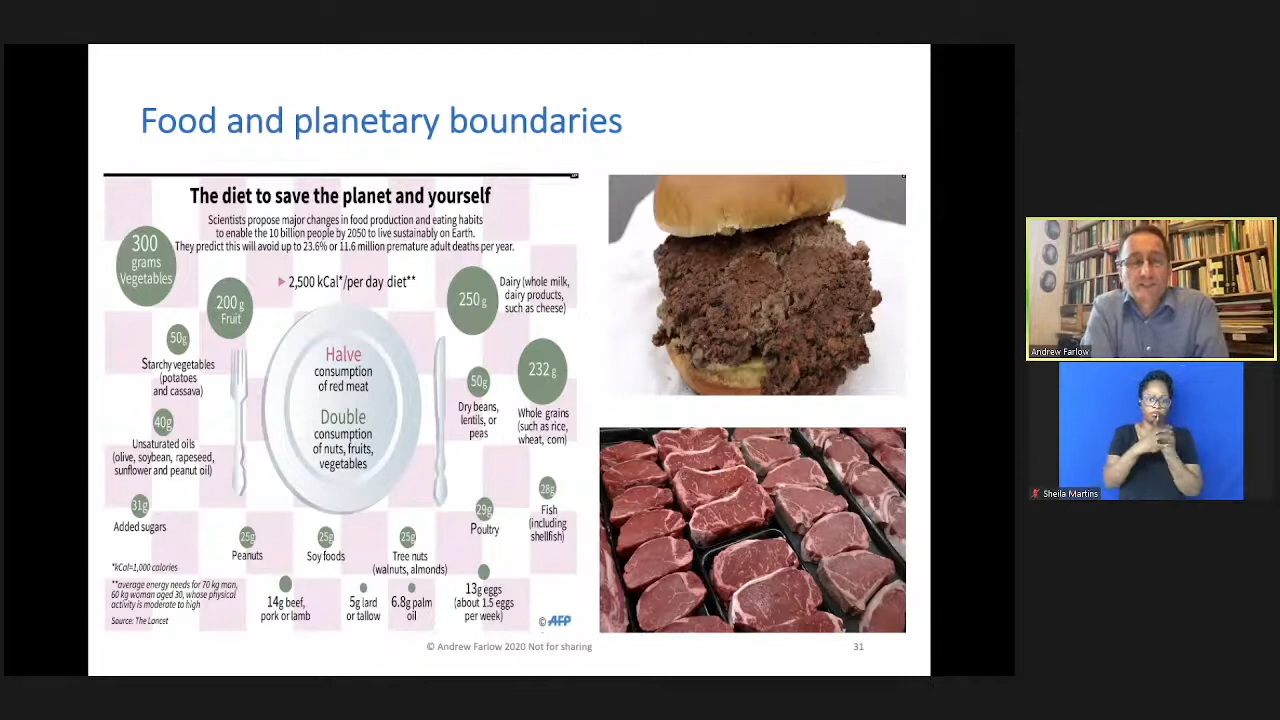 Food and planetary boundaries
The diet to save the planet and yourself
Scientists propose major changes in food production and eating habits
to enable the 10 billion people by 2050 to live sustainably on Earth.
They predict this will avoid up to 23.6% or 11.6 million premature adult deaths per year.
300
grams
Vegetables
200 g
Fruit
▶ 2,500 kCal*/per day diet**
250 g
Dairy (whole milk,
dairy products,
such as cheese)
50g
Starchy vegetables
(potatoes
and cassava)
Halve
consumption
of red meat
Double
consumption
of nuts, fruits,
vegetables
50g
Dry beans,
lentils, or
peas
232 g
Whole grains
(such as rice,
wheat, corn)
40g
Unsaturated oils
(olive, soybean, rapeseed,
sunflower and peanut oil)
31g
Added sugars
25g
Peanuts
25g
Soy foods
25g
Tree nuts
(walnuts, almonds)
29g
Poultry
28g
Fish
(including
shellfish)
*kCal=1,000 calories
**average energy needs for 70 kg man,
60 kg woman aged 30, whose physical
activity is moderate to high
Source: The Lancet
14g beef,
pork or lamb
5g lard
or tallow
6.8g palm
oil
13g eggs
(about 1.5 eggs
per week)
© AFP
© Andrew Farlow 2020 Not for sharing
31
Andrew Farlow
Sheila Martins